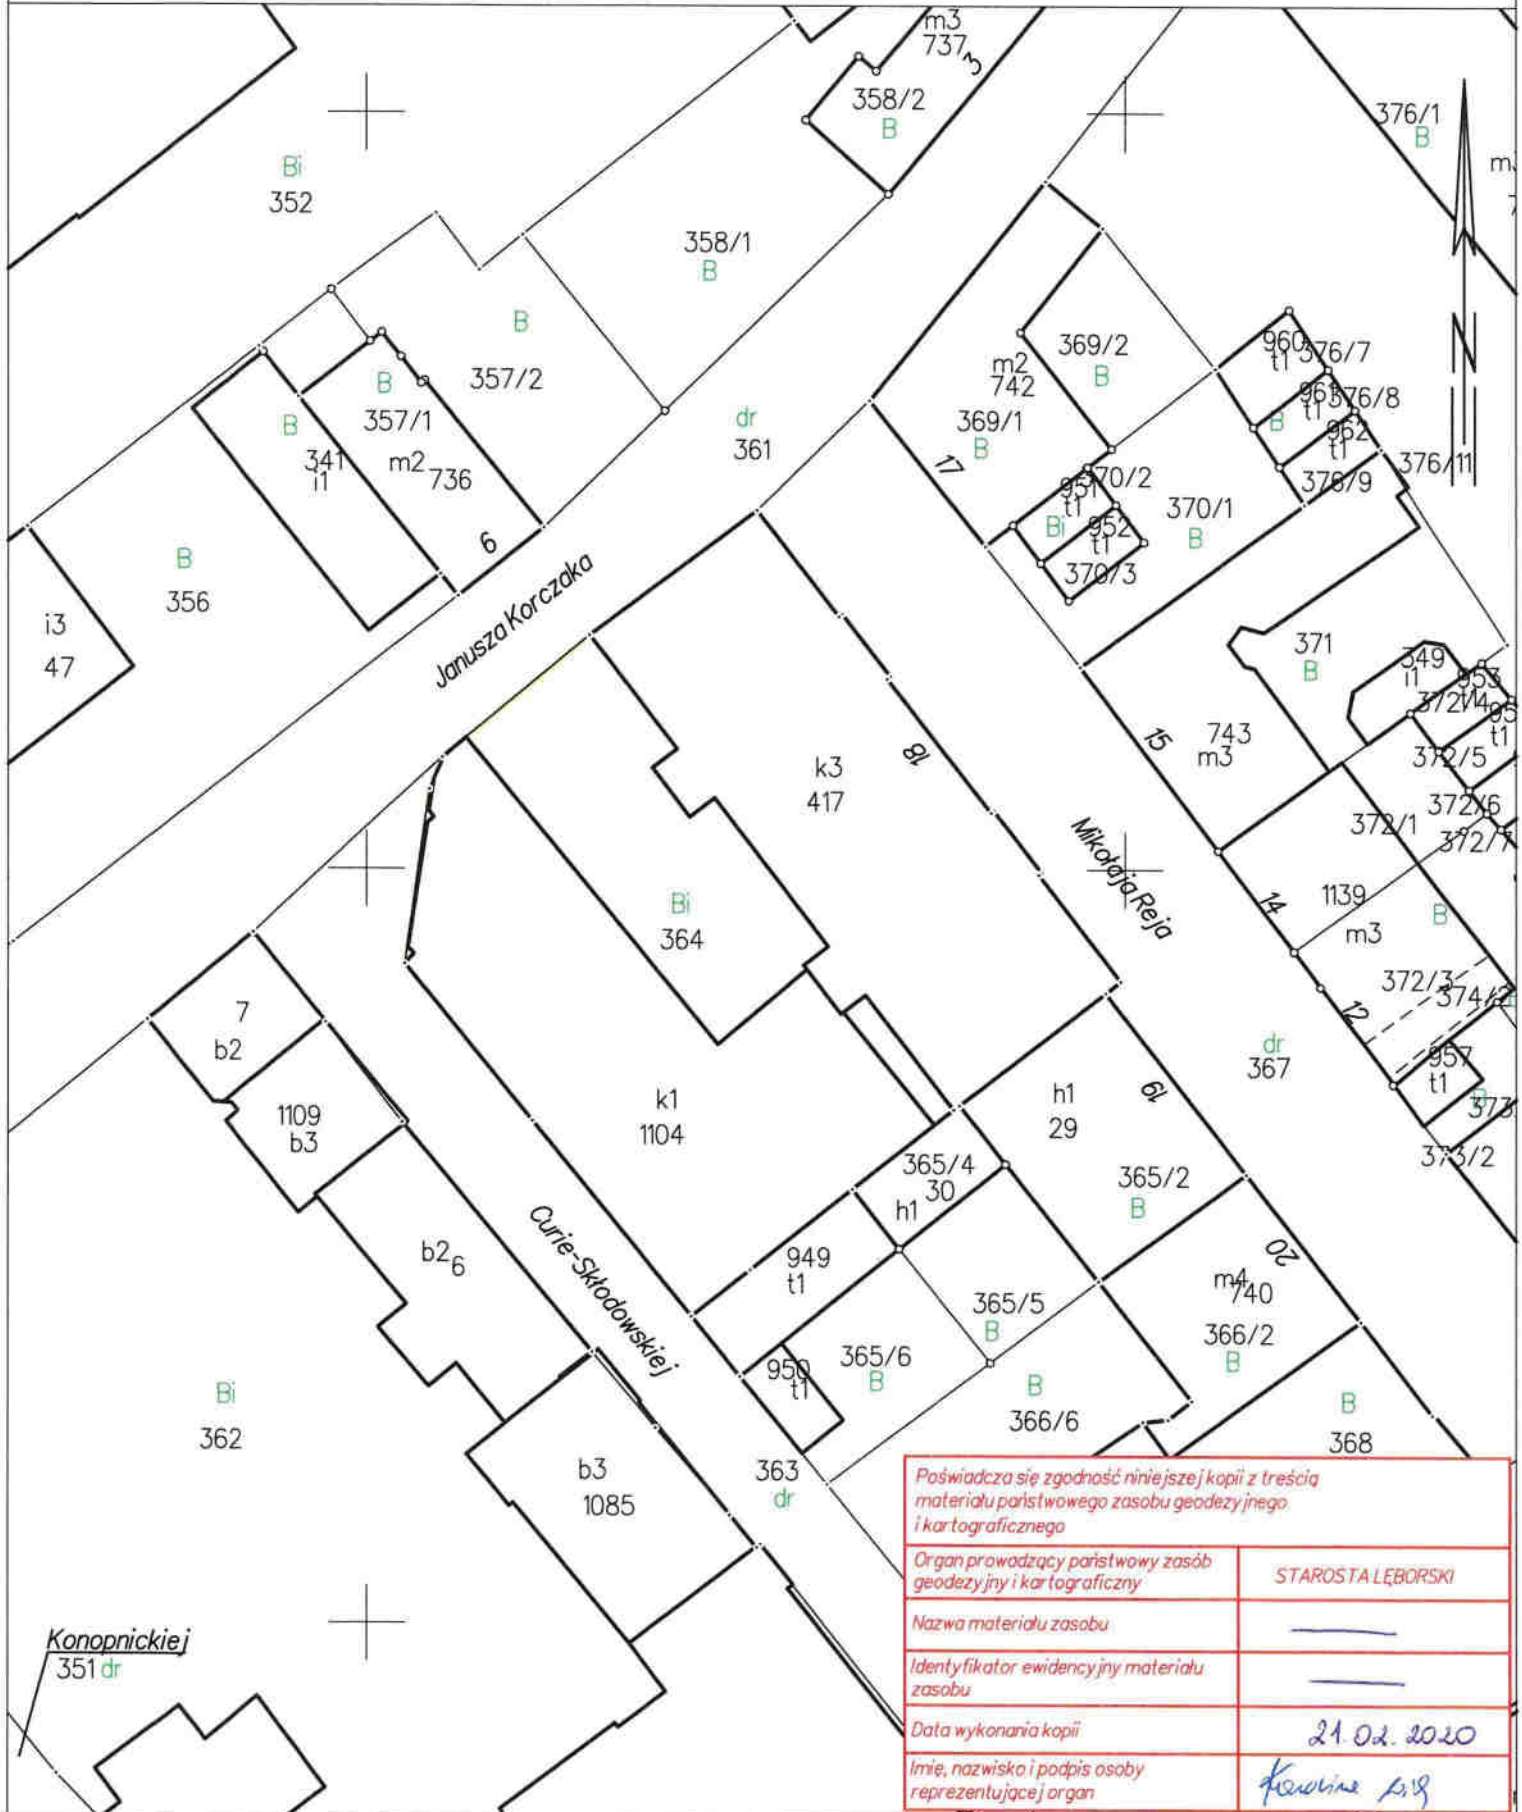 m3
737
3
358/2
B
376/1
B
Bi
352
358/1
B
B
357/2
B
357/1
m2 736
B
341
i1
6
dr
361
m2
742
369/2
B
369/1
B
17
960
t1
376/7
961
t1
376/8
B
962
t1
376/9
376/11
N
951
t1
370/2
Bi
952
t1
370/3
370/1
B
B
356
i3
47
Janusza Korczaka
371
B
349
i1
953
372/4
t1
372/5
372/6
372/7
372/1
743
m3
15
k3
417
18
Mikołaja Reja
Bi
364
14
1139
m3
B
372/3
374/2
12
957
t1
373/2
dr
367
7
b2
1109
b3
k1
1104
h1
29
19
365/4
30
h1
365/2
B
b2 6
Curie-Skłodowskiej
949
t1
950
t1
365/6
B
365/5
B
20
m4
740
366/2
B
B
366/6
B
368
Bi
362
b3
1085
363
dr
Konopnickiej
351 dr
Poświadcza się zgodność niniejszej kopii z treścią
materiału państwowego zasobu geodezyjnego
i kartograficznego
Organ prowadzący państwowy zasób
geodezyjny i kartograficzny
STAROSTA LĘBORSKI
Nazwa materiału zasobu
Identyfikator ewidencyjny materiału
zasobu
Data wykonania kopii
21.02.2020
Imię, nazwisko i podpis osoby
reprezentującej organ